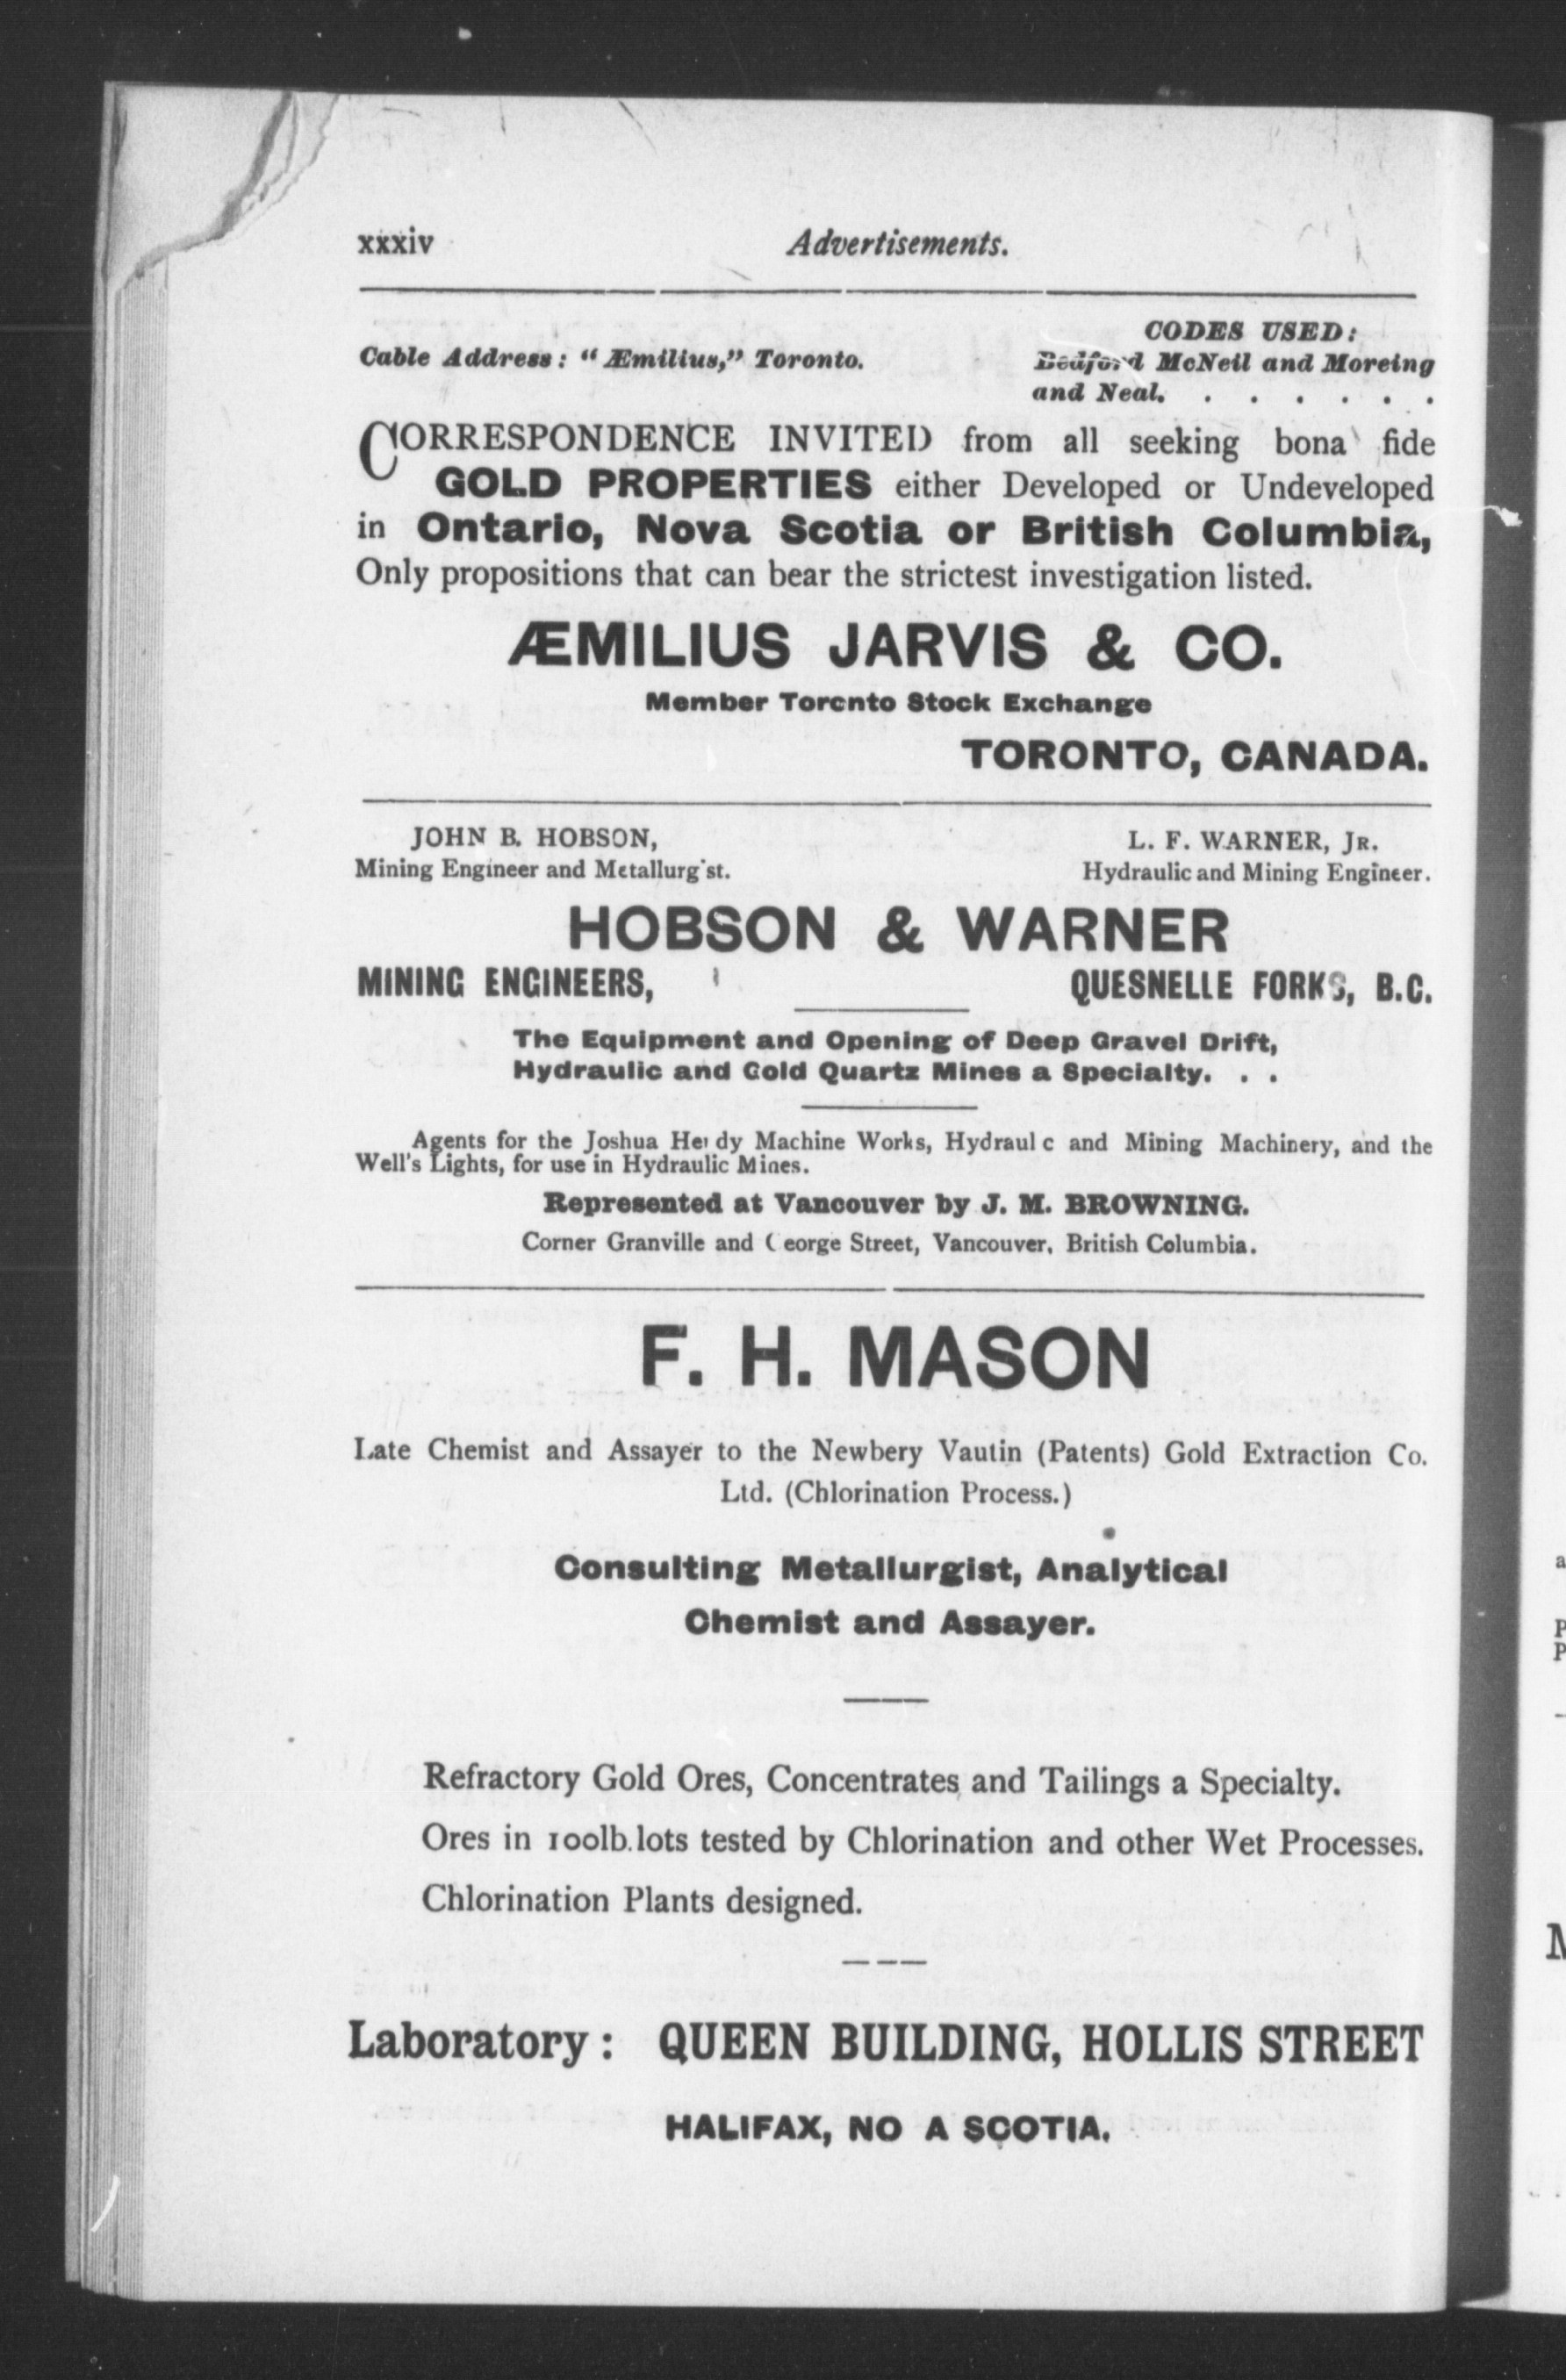 xxxiv Advertisements.
Cable Address: "Æmilius," Toronto.
CODES USED:
Bedford McNeil and Moreing
and Neal. . . . . . .
CORRESPONDENCE INVITED from all seeking bona fide
GOLD PROPERTIES either Developed or Undeveloped
in Ontario, Nova Scotia or British Columbia,
Only propositions that can bear the strictest investigation listed.
ÆMILIUS JARVIS & CO.
Member Toronto Stock Exchange
TORONTO, CANADA.
JOHN B. HOBSON,
Mining Engineer and Metallurg st.
L. F. WARNER, JR.
Hydraulic and Mining Engineer.
HOBSON & WARNER
MINING ENGINEERS, QUESNELLE FORKS, B.C.
The Equipment and Opening of Deep Gravel Drift,
Hydraulic and Gold Quartz Mines a Specialty. . .
Agents for the Joshua Hendy Machine Works, Hydraul c and Mining Machinery, and the
Well's Lights, for use in Hydraulic Mines.
Represented at Vancouver by J. M. BROWNING.
Corner Granville and George Street, Vancouver, British Columbia.
F. H. MASON
Late Chemist and Assayer to the Newbery Vautin (Patents) Gold Extraction Co.
Ltd. (Chlorination Process.)
Consulting Metallurgist, Analytical
Chemist and Assayer.
Refractory Gold Ores, Concentrates and Tailings a Specialty.
Ores in 100lb. lots tested by Chlorination and other Wet Processes.
Chlorination Plants designed.
Laboratory: QUEEN BUILDING, HOLLIS STREET
HALIFAX, NO A SCOTIA.